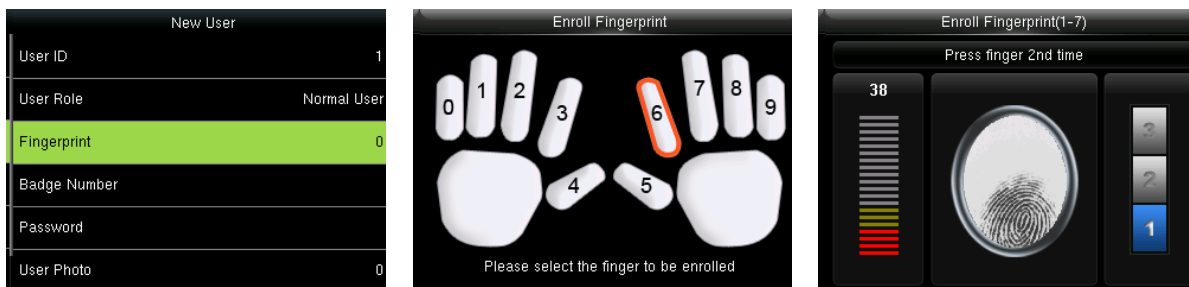 New User
User ID 1
User Role Normal User
Fingerprint 0
Badge Number
Password
User Photo 0
Enroll Fingerprint
0 1 2 3 6 7 8 9
4 5
Please select the finger to be enrolled
Enroll Fingerprint(1-7)
Press finger 2nd time
38
3
2
1